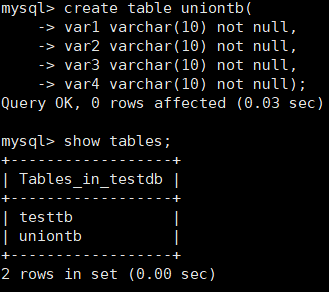 mysql> create table uniontb(
    -> var1 varchar(10) not null,
    -> var2 varchar(10) not null,
    -> var3 varchar(10) not null,
    -> var4 varchar(10) not null);
Query OK, 0 rows affected (0.03 sec)

mysql> show tables;
+------------------+
| Tables_in_testdb |
+------------------+
| testtb           |
| uniontb          |
+------------------+
2 rows in set (0.00 sec)